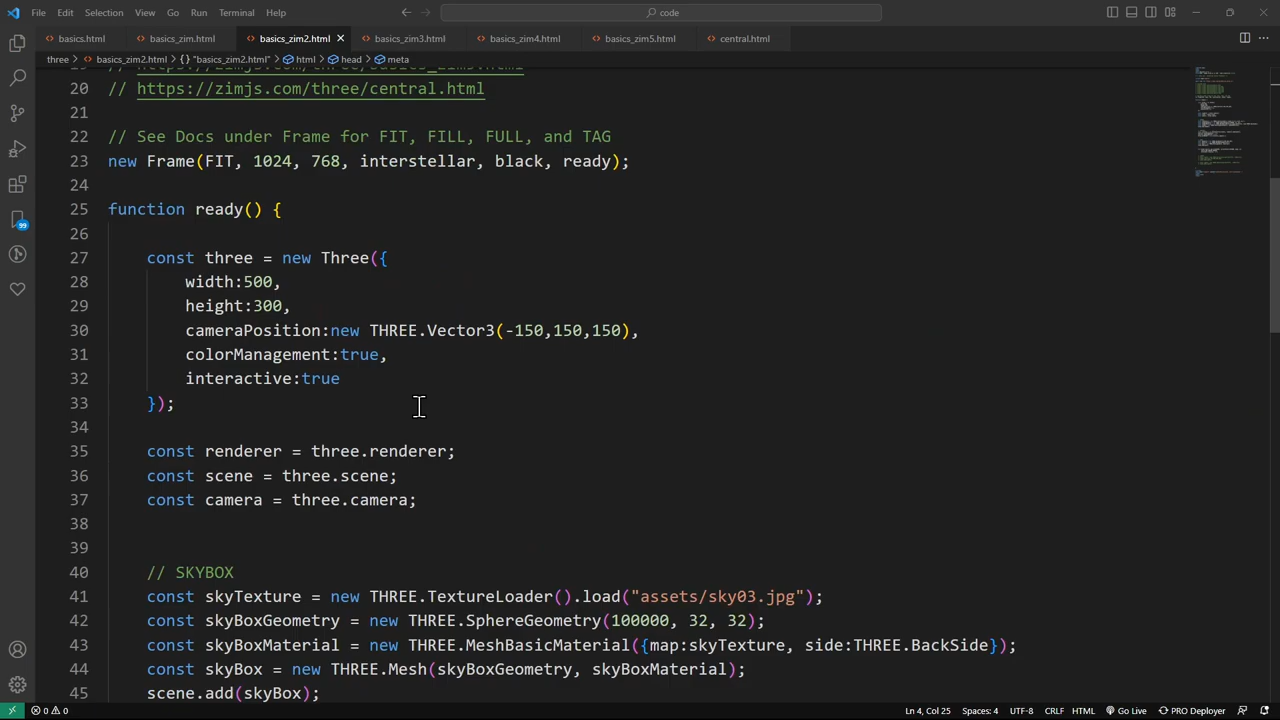 File Edit Selection View Go Run Terminal Help
code
basics.html basics_zim.html basics_zim2.html basics_zim3.html basics_zim4.html basics_zim5.html central.html
three > basics_zim2.html > {} "basics_zim2.html" > html > head > meta
20 // https://zimjs.com/three/central.html
21
22 // See Docs under Frame for FIT, FILL, FULL, and TAG
23 new Frame(FIT, 1024, 768, interstellar, black, ready);
24
25 function ready() {
26
27 const three = new Three({
28 width:500,
29 height:300,
30 cameraPosition:new THREE.Vector3(-150,150,150),
31 colorManagement:true,
32 interactive:true
33 });
34
35 const renderer = three.renderer;
36 const scene = three.scene;
37 const camera = three.camera;
38
39
40 // SKYBOX
41 const skyTexture = new THREE.TextureLoader().load("assets/sky03.jpg");
42 const skyBoxGeometry = new THREE.SphereGeometry(100000, 32, 32);
43 const skyBoxMaterial = new THREE.MeshBasicMaterial({map:skyTexture, side:THREE.BackSide});
44 const skyBox = new THREE.Mesh(skyBoxGeometry, skyBoxMaterial);
45 scene.add(skyBox);
99
0 0 Ln 4, Col 25 Spaces: 4 UTF-8 CRLF HTML Go Live PRO Deployer